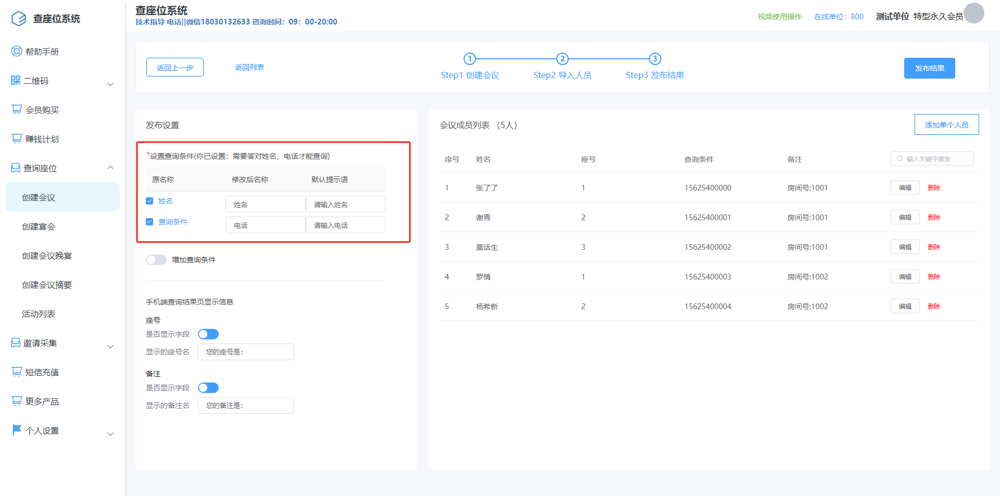 查座位系统
帮助手册
二维码
会员购买
赚钱计划
查询座位
创建会议
创建宴会
创建会议晚宴
创建会议摘要
活动列表
邀请采集
短信充值
更多产品
个人设置
查座位系统
技术指导 电话||微信18030132633 咨询时间：09：00-20:00
视频使用操作 在线单位：800 测试单位 特型永久会员
返回上一步 返回列表
1 2 3
Step1 创建会议 Step2 导入人员 Step3 发布结果
发布结果
发布设置
*设置查询条件(你已设置：需要答对姓名、电话才能查询)
原名称 修改后名称 默认提示语
姓名 姓名 请输入姓名
查询条件 电话 请输入电话
增加查询条件
手机端查询结果页显示信息
座号
是否显示字段
显示的座号名 您的座号是：
备注
是否显示字段
显示的备注名 您的备注是：
会议成员列表 （5人）
添加单个人员
序号 姓名 座号 查询条件 备注 输入关键字搜索
1 张了了 1 15625400000 房间号:1001 编辑 删除
2 谢青 2 15625400001 房间号:1001 编辑 删除
3 莫话生 3 15625400002 房间号:1001 编辑 删除
4 罗情 1 15625400003 房间号:1002 编辑 删除
5 杨希新 2 15625400004 房间号:1002 编辑 删除